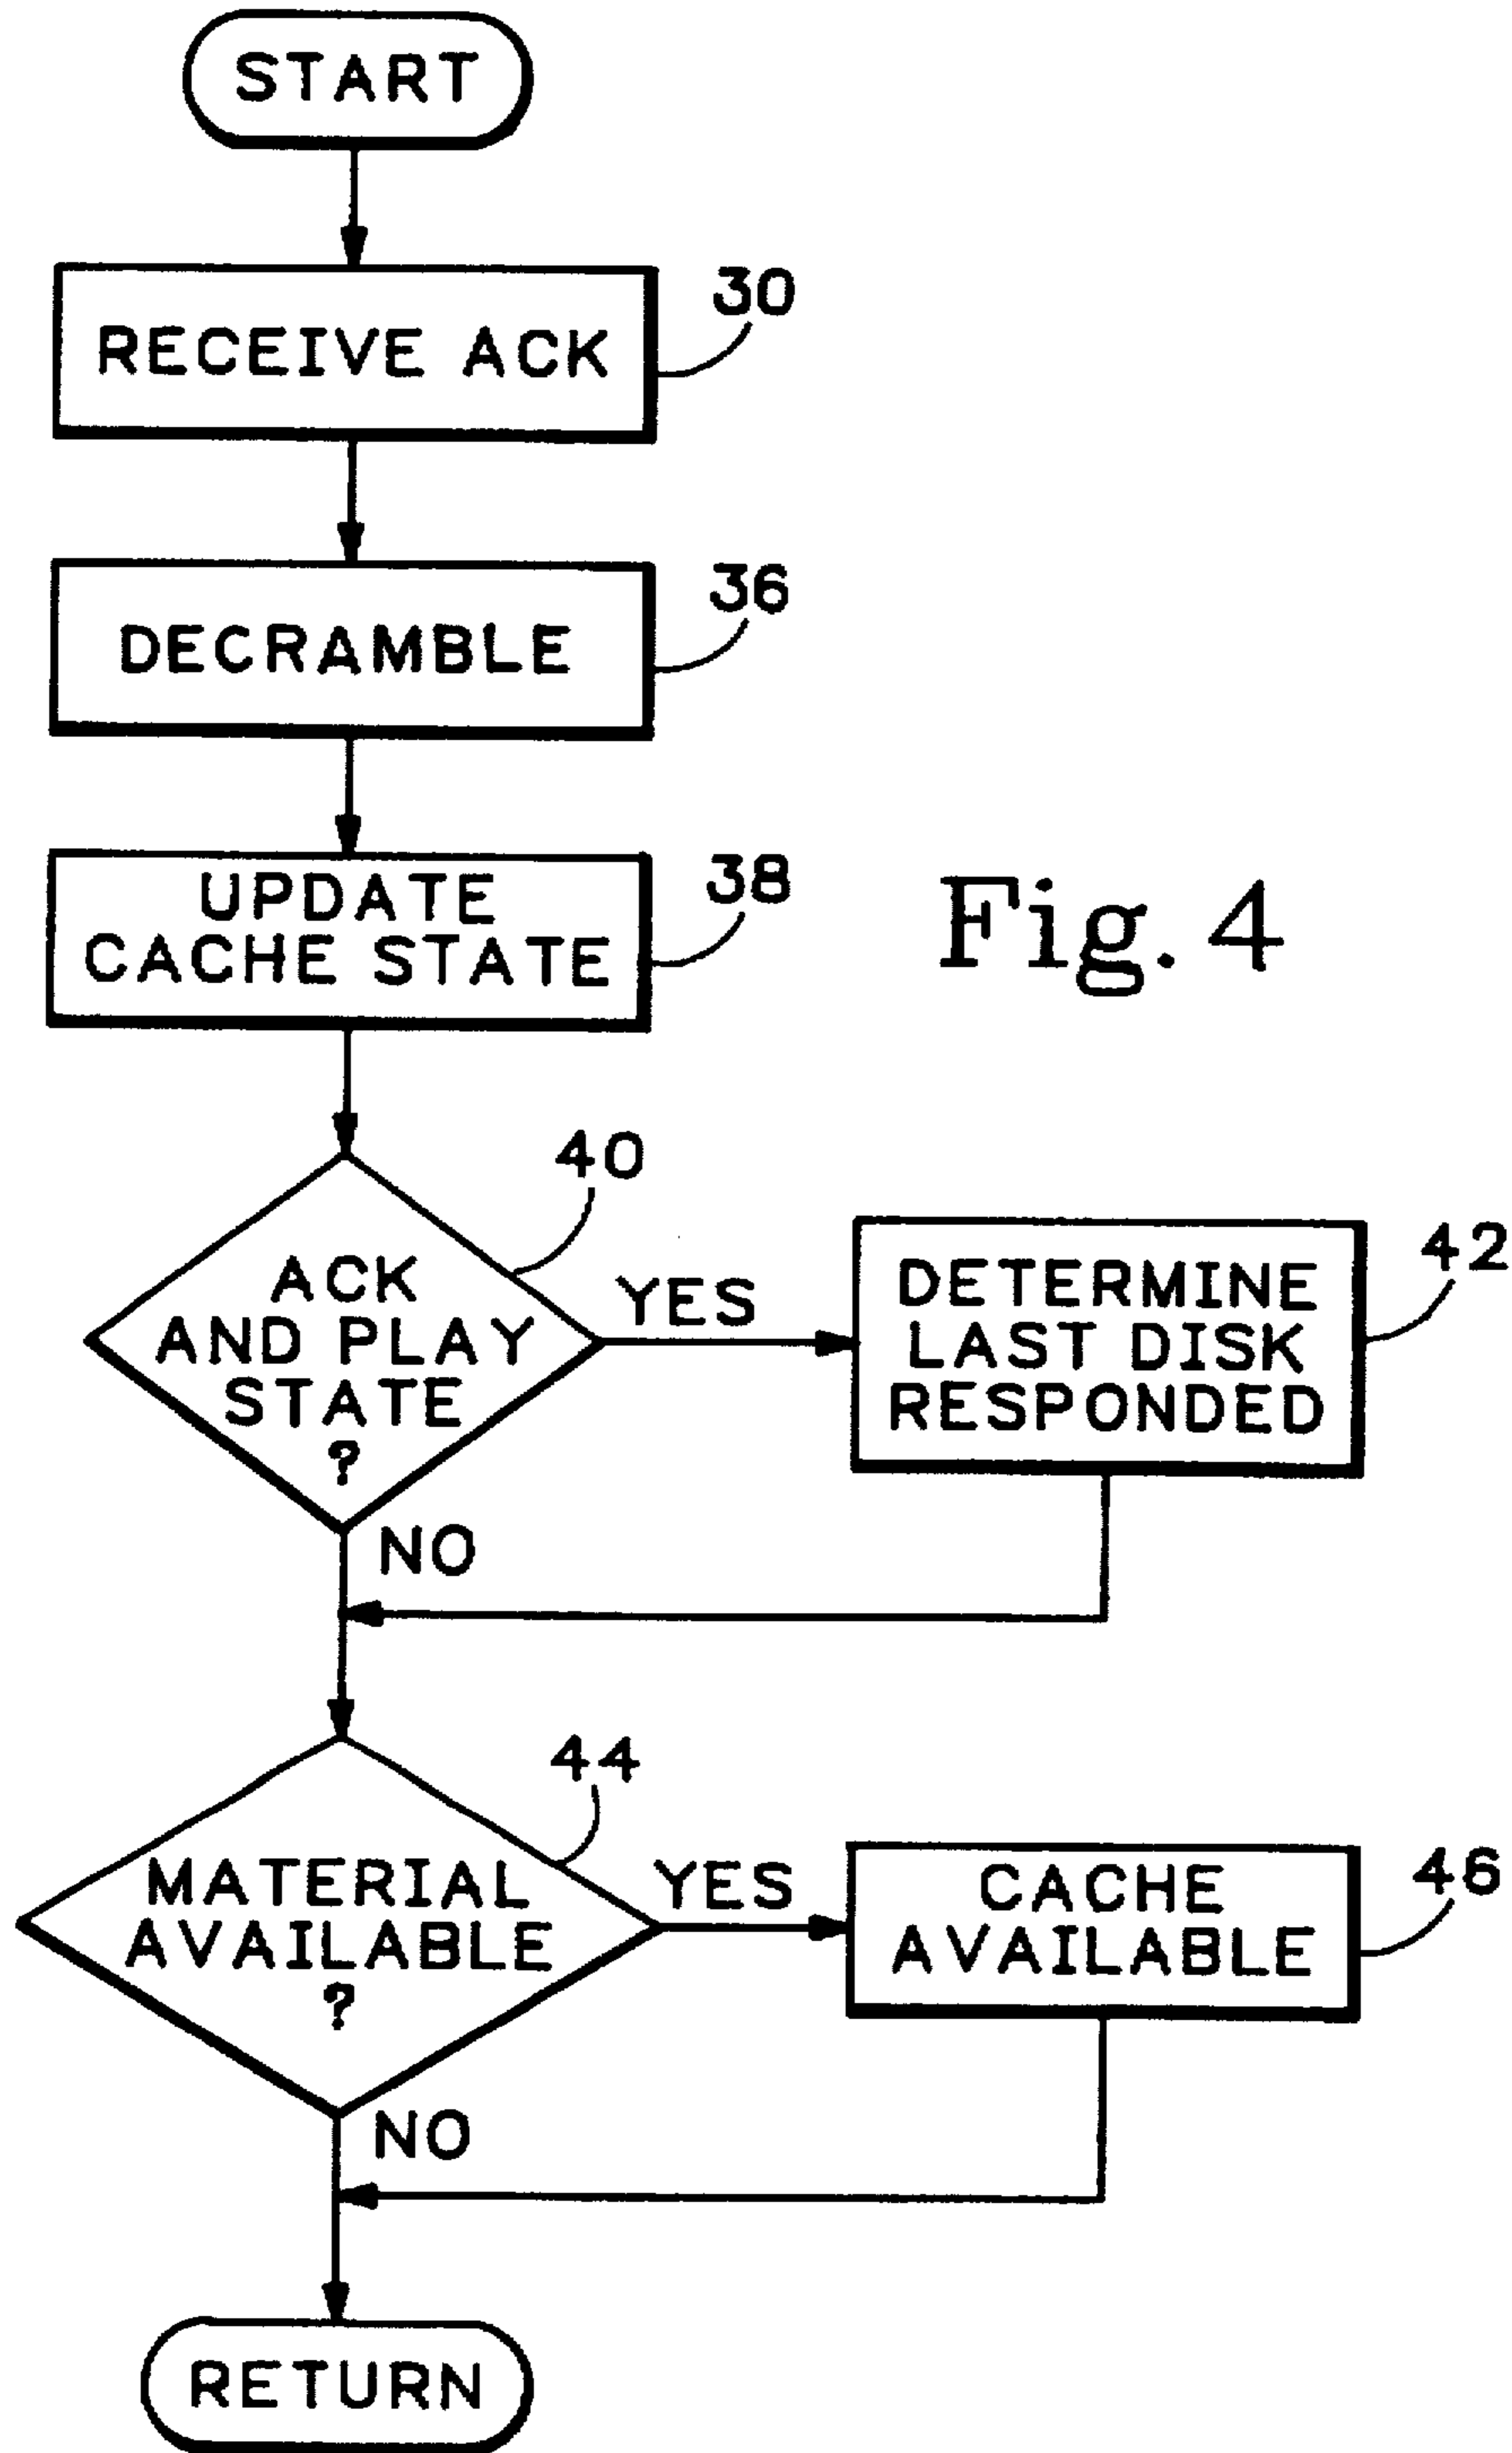 START
RECEIVE ACK
30
DECRAMBLE
36
UPDATE
CACHE STATE
38
Fig. 4
ACK
AND PLAY
STATE
?
40
YES
DETERMINE
LAST DISK
RESPONDED
42
NO
MATERIAL
AVAILABLE
?
44
YES
CACHE
AVAILABLE
46
NO
RETURN